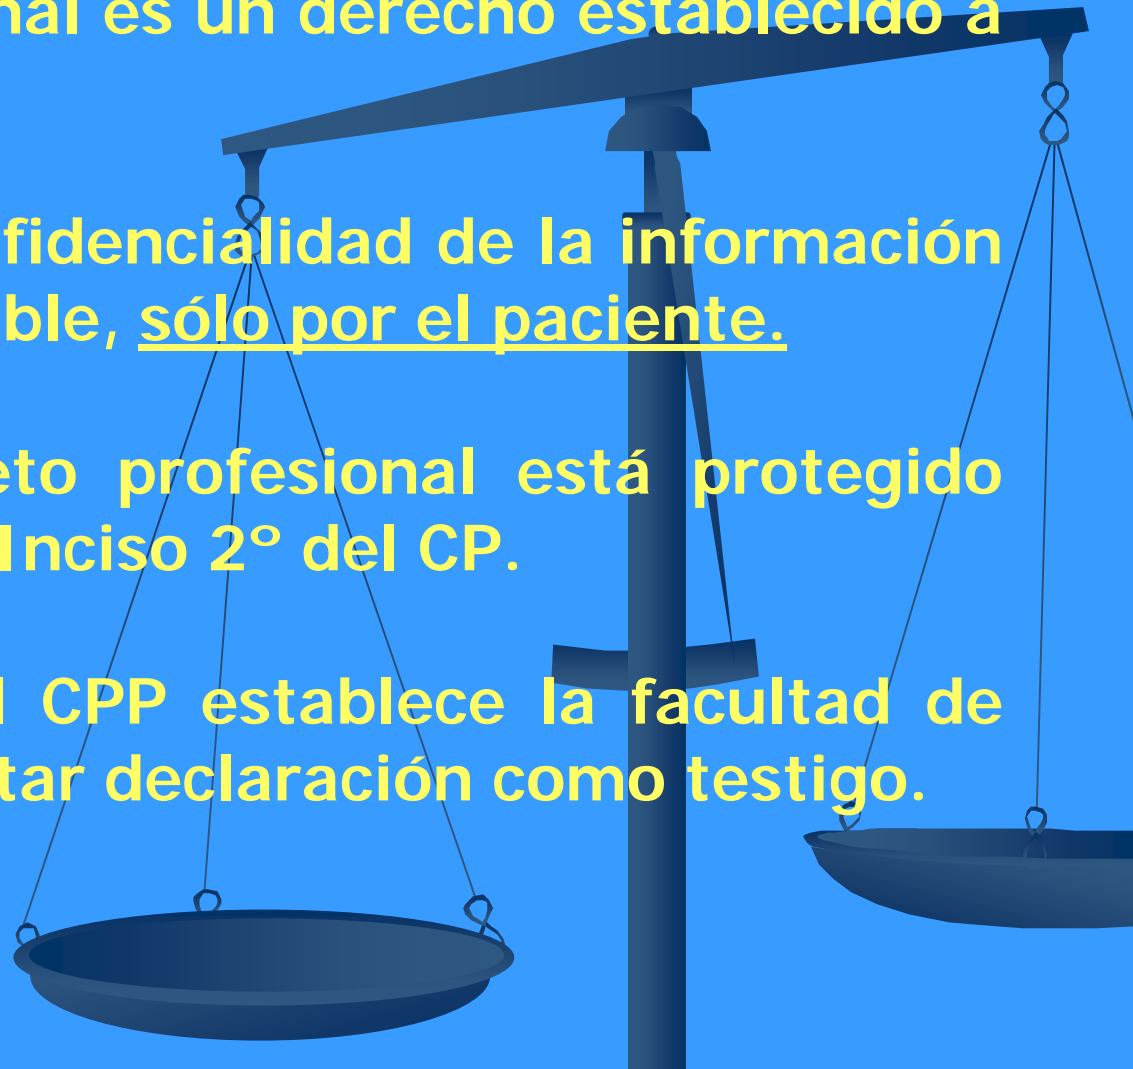 nal es un derecho establecido a
fidencialidad de la información
ble, sólo por el paciente.
eto profesional está protegido
Inciso 2º del CP.
l CPP establece la facultad de
tar declaración como testigo.